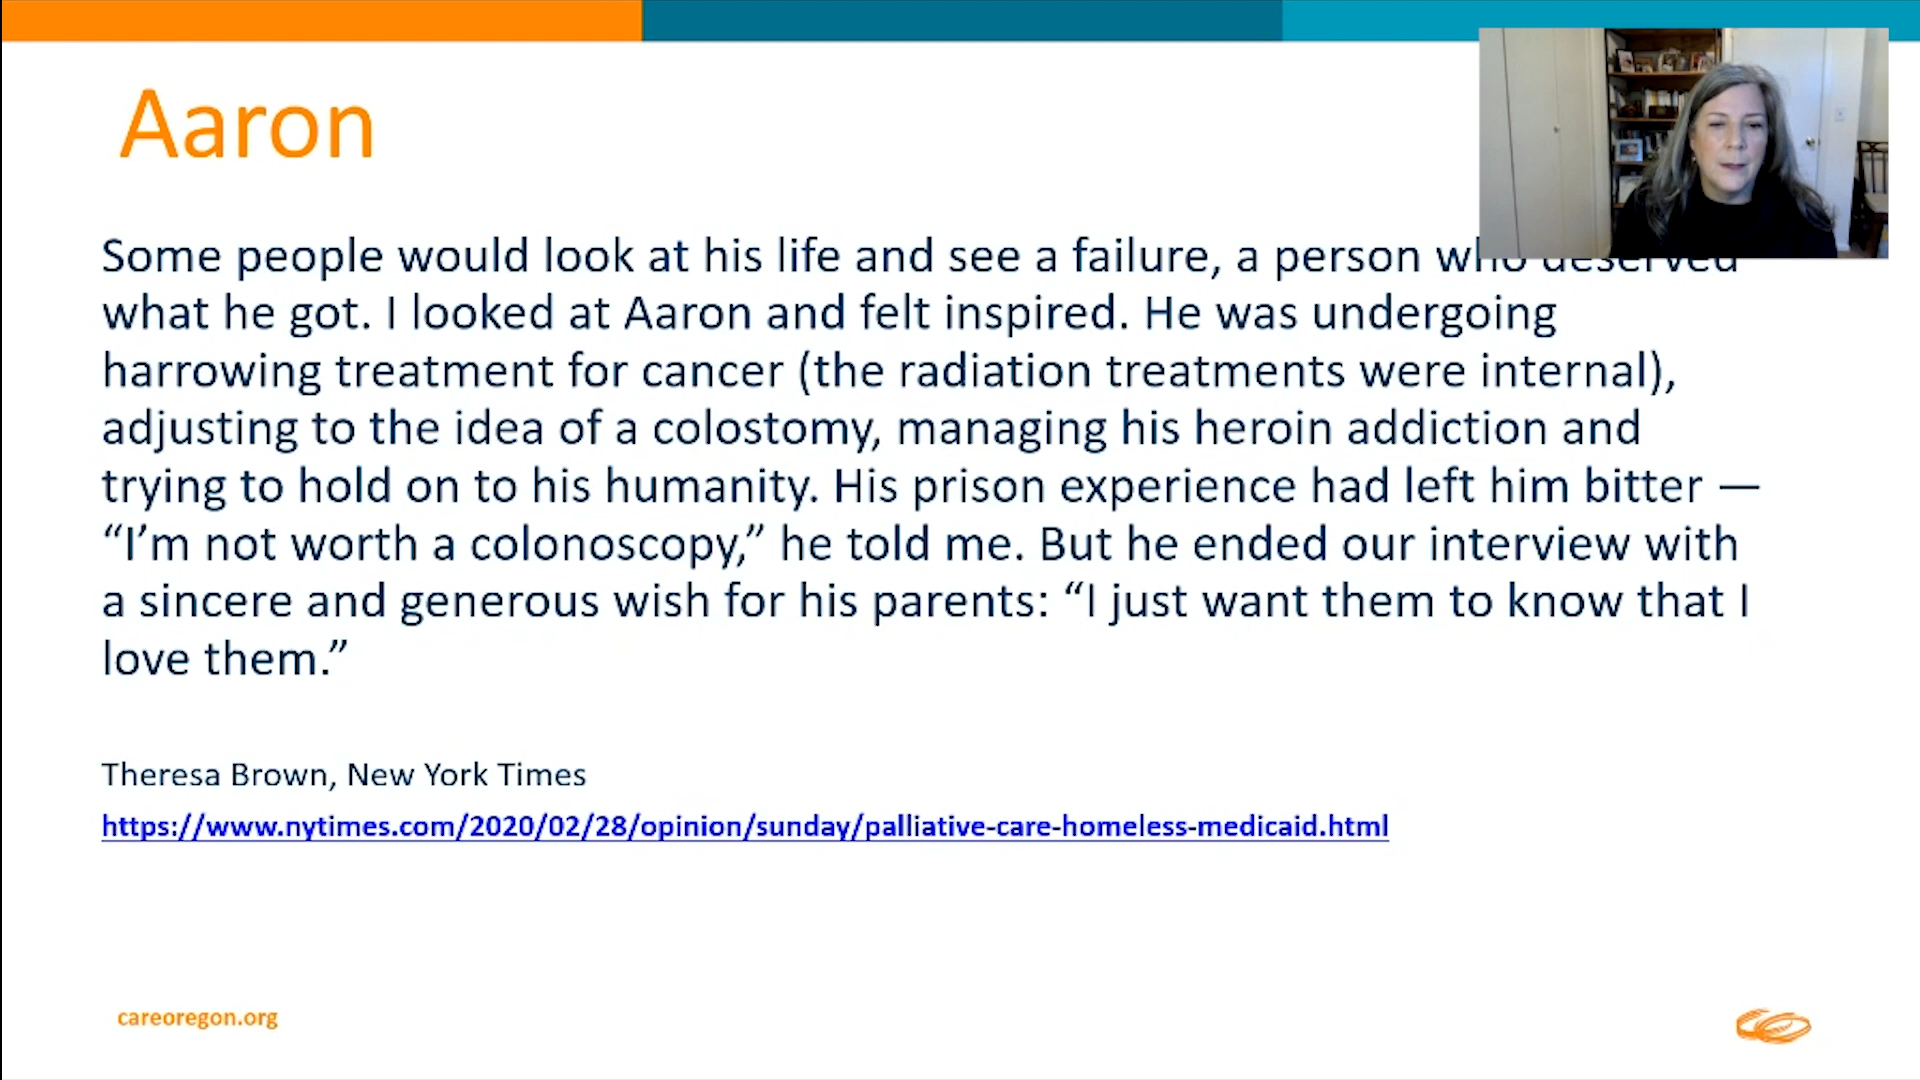 Aaron
Some people would look at his life and see a failure, a person who deserved
what he got. I looked at Aaron and felt inspired. He was undergoing
harrowing treatment for cancer (the radiation treatments were internal),
adjusting to the idea of a colostomy, managing his heroin addiction and
trying to hold on to his humanity. His prison experience had left him bitter —
“I’m not worth a colonoscopy,” he told me. But he ended our interview with
a sincere and generous wish for his parents: “I just want them to know that I
love them.”
Theresa Brown, New York Times
https://www.nytimes.com/2020/02/28/opinion/sunday/palliative-care-homeless-medicaid.html
careoregon.org